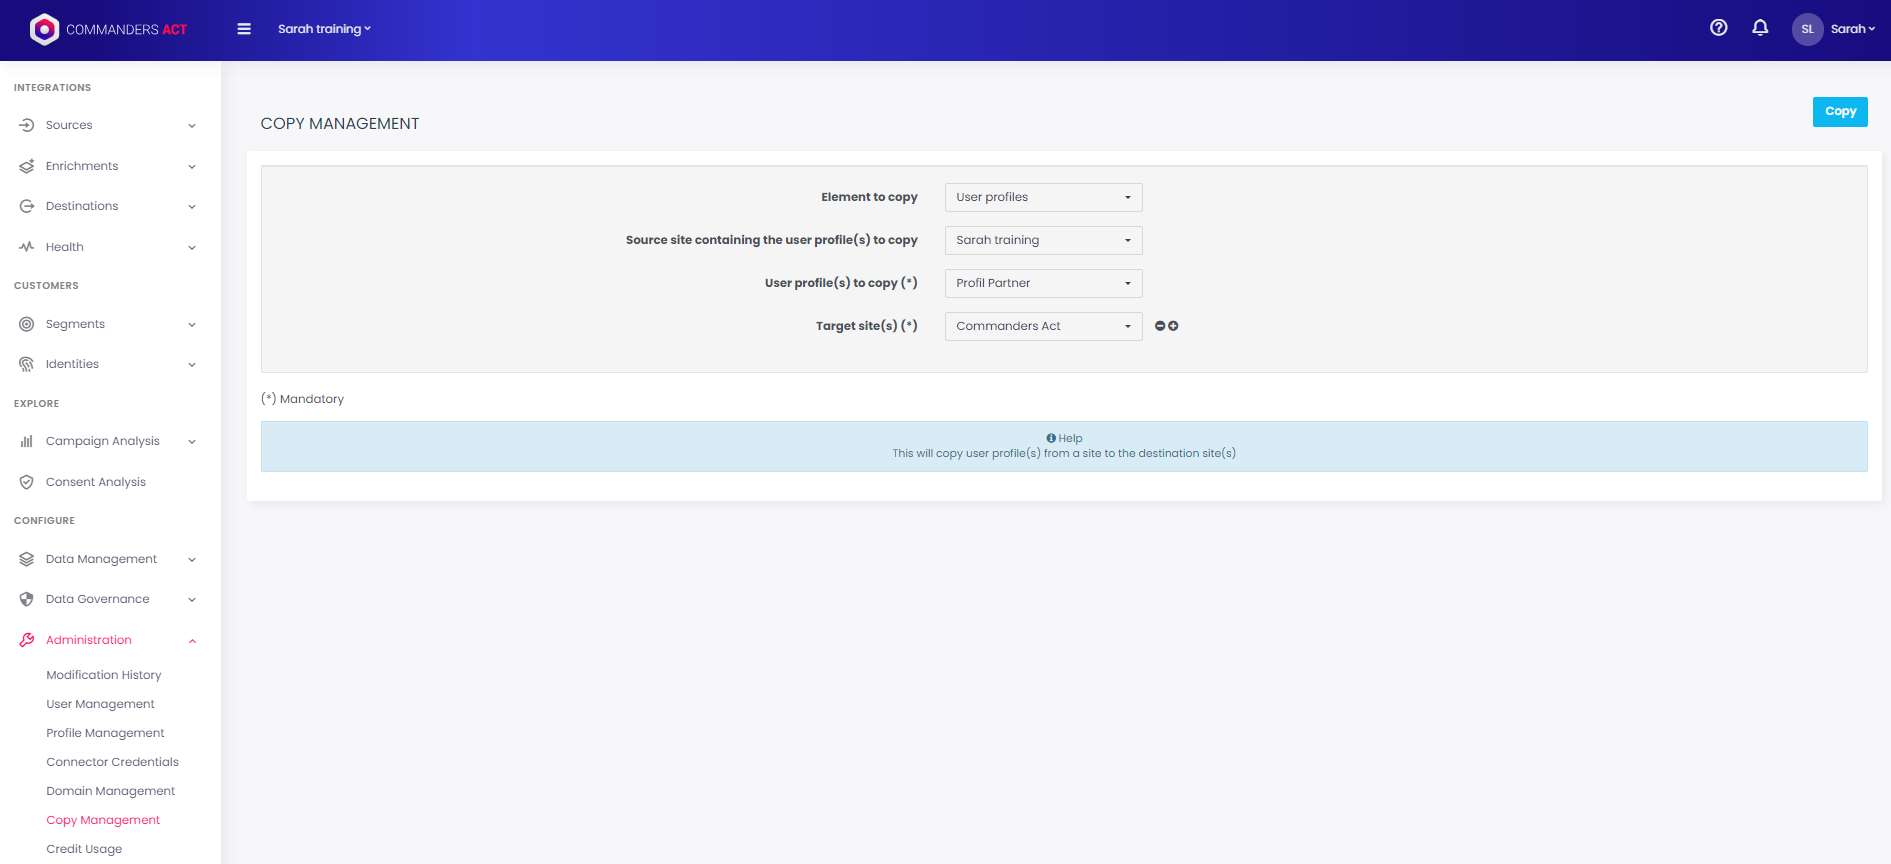 COMMANDERS ACT
Sarah training
SL
Sarah
INTEGRATIONS
Sources
Enrichments
Destinations
Health
CUSTOMERS
Segments
Identities
EXPLORE
Campaign Analysis
Consent Analysis
CONFIGURE
Data Management
Data Governance
Administration
Modification History
User Management
Profile Management
Connector Credentials
Domain Management
Copy Management
Credit Usage
COPY MANAGEMENT
Copy
Element to copy User profiles
Source site containing the user profile(s) to copy Sarah training
User profile(s) to copy (*) Profil Partner
Target site(s) (*) Commanders Act
(*) Mandatory
Help
This will copy user profile(s) from a site to the destination site(s)